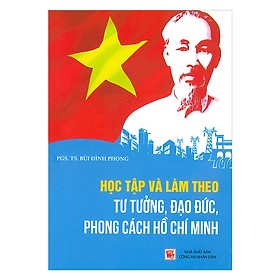 PGS. TS. BÙI ĐÌNH PHONG
HỌC TẬP VÀ LÀM THEO
TƯ TƯỞNG, ĐẠO ĐỨC,
PHONG CÁCH HỒ CHÍ MINH
NHÀ XUẤT BẢN
CÔNG AN NHÂN DÂN